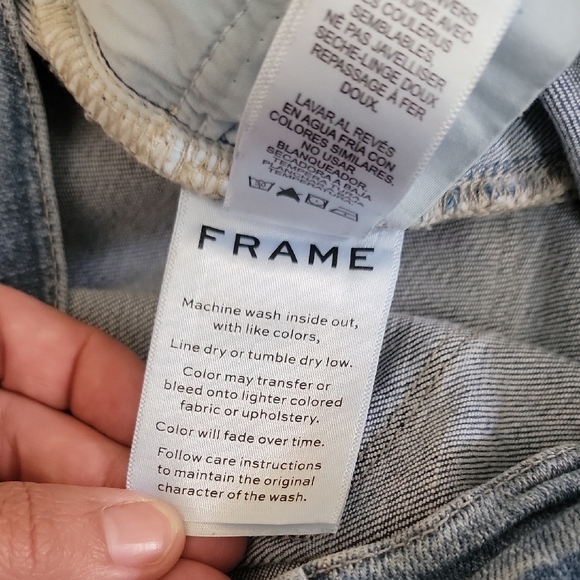 SEMBLABLES.
NÉ PAS JAVELLISER
SECHE-LINGE DOUX
REPASSAGE À FER
DOUX.
LAVAR AL REVÉS
EN AGUA FRÍA CON
COLORES SIMILARES.
NO USAR
BLANQUEADOR.
SECADORA A BAJA
FRAME
Machine wash inside out,
with like colors,
Line dry or tumble dry low.
Color may transfer or
bleed onto lighter colored
fabric or upholstery.
Color will fade over time.
Follow care instructions
to maintain the original
character of the wash.